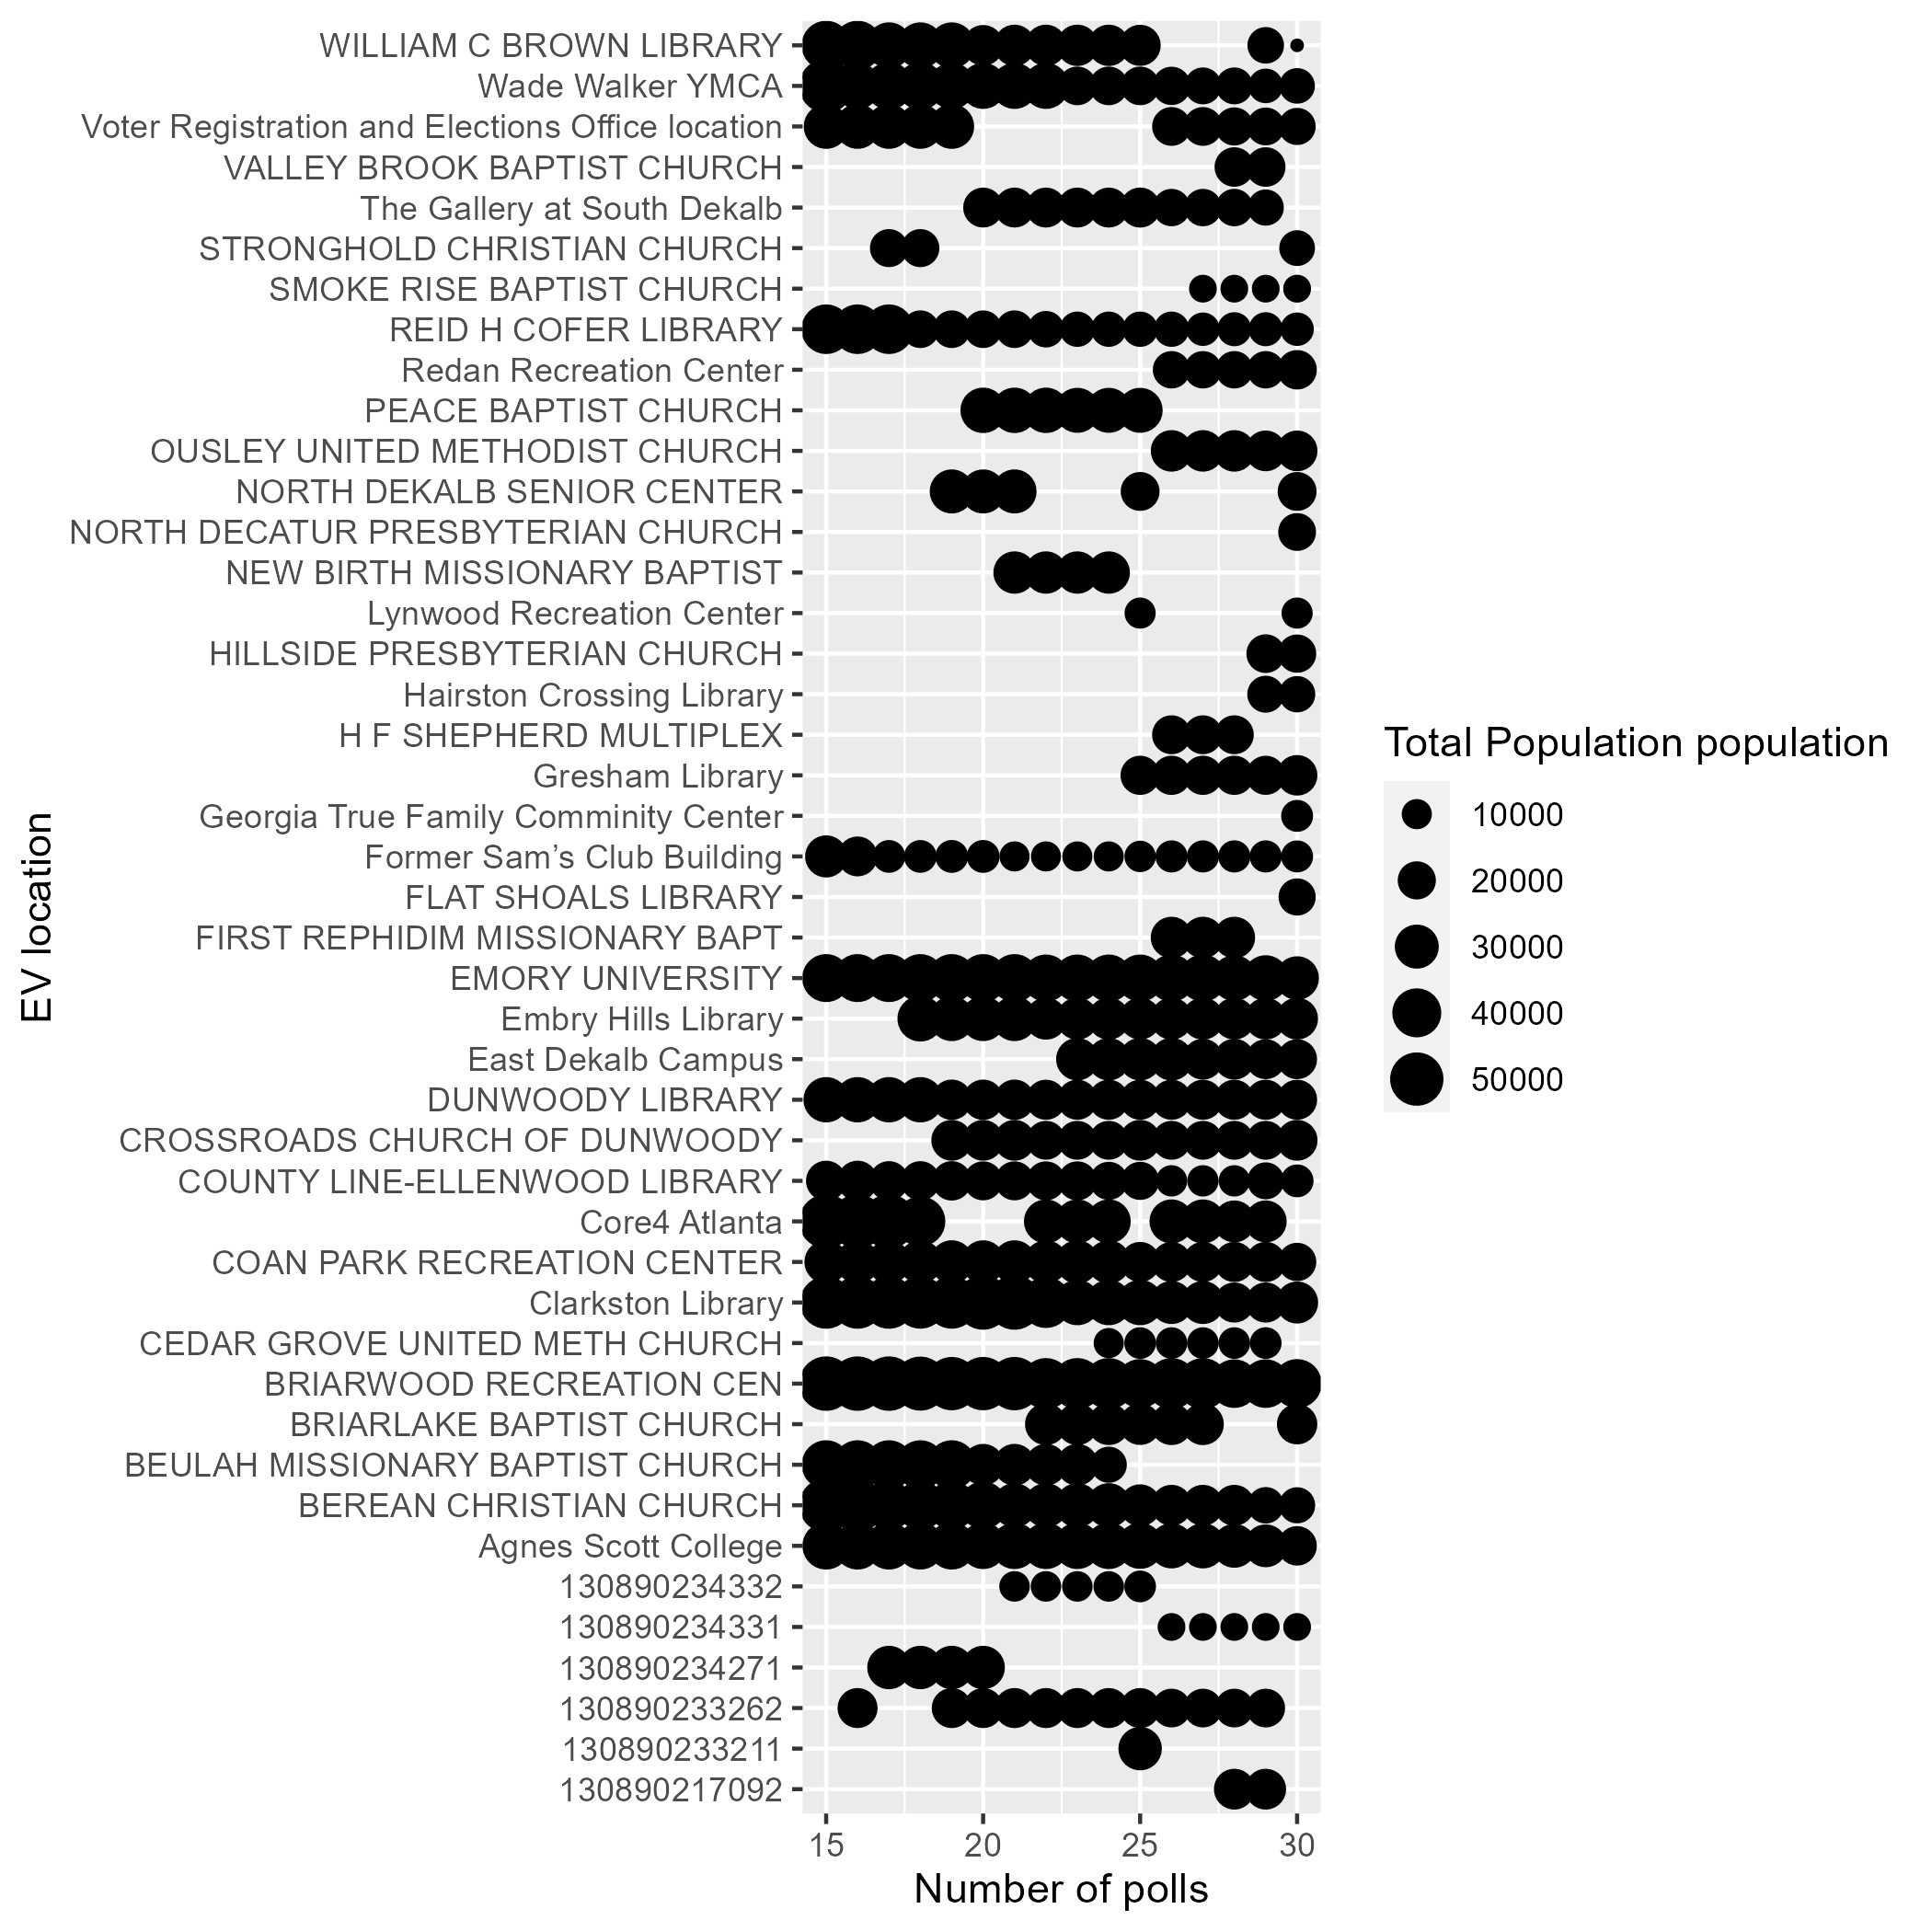 WILLIAM C BROWN LIBRARY
Wade Walker YMCA
Voter Registration and Elections Office location
VALLEY BROOK BAPTIST CHURCH
The Gallery at South Dekalb
STRONGHOLD CHRISTIAN CHURCH
SMOKE RISE BAPTIST CHURCH
REID H COFER LIBRARY
Redan Recreation Center
PEACE BAPTIST CHURCH
OUSLEY UNITED METHODIST CHURCH
NORTH DEKALB SENIOR CENTER
NORTH DECATUR PRESBYTERIAN CHURCH
NEW BIRTH MISSIONARY BAPTIST
Lynwood Recreation Center
HILLSIDE PRESBYTERIAN CHURCH
Hairston Crossing Library
H F SHEPHERD MULTIPLEX
Gresham Library
Georgia True Family Comminity Center
Former Sam's Club Building
FLAT SHOALS LIBRARY
FIRST REPHIDIM MISSIONARY BAPT
EMORY UNIVERSITY
Embry Hills Library
East Dekalb Campus
DUNWOODY LIBRARY
CROSSROADS CHURCH OF DUNWOODY
COUNTY LINE-ELLENWOOD LIBRARY
Core4 Atlanta
COAN PARK RECREATION CENTER
Clarkston Library
CEDAR GROVE UNITED METH CHURCH
BRIARWOOD RECREATION CEN
BRIARLAKE BAPTIST CHURCH
BEULAH MISSIONARY BAPTIST CHURCH
BEREAN CHRISTIAN CHURCH
Agnes Scott College
130890234332
130890234331
130890234271
130890233262
130890233211
130890217092
EV location
15 20 25 30
Number of polls
Total Population population
10000
20000
30000
40000
50000